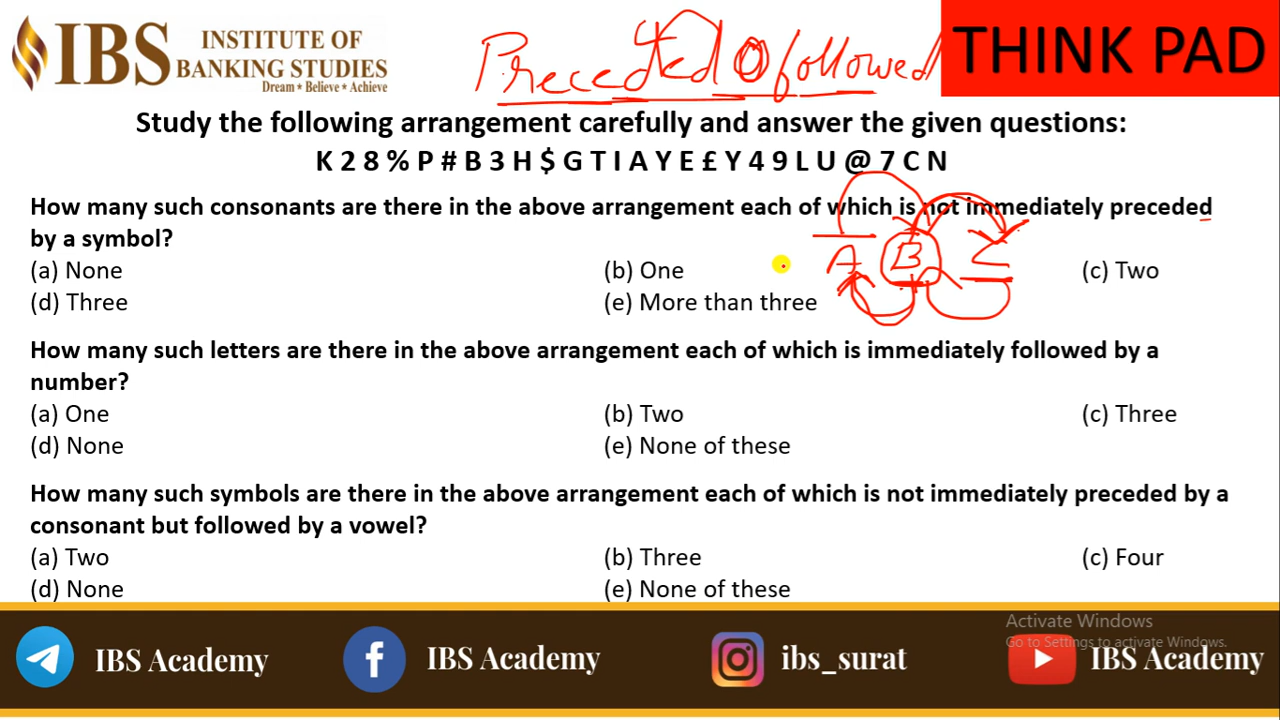 IBS INSTITUTE OF
BANKING STUDIES
Dream ★ Believe ★ Achieve
Preceded followed
THINK PAD
Study the following arrangement carefully and answer the given questions:
K 2 8 % P # B 3 H $ G T I A Y E £ Y 4 9 L U @ 7 C N
How many such consonants are there in the above arrangement each of which is not immediately preceded
by a symbol?
A B C
(a) None (b) One (c) Two
(d) Three (e) More than three
How many such letters are there in the above arrangement each of which is immediately followed by a
number?
(a) One (b) Two (c) Three
(d) None (e) None of these
How many such symbols are there in the above arrangement each of which is not immediately preceded by a
consonant but followed by a vowel?
(a) Two (b) Three (c) Four
(d) None (e) None of these
Activate Windows
Go to Settings to activate Windows.
IBS Academy IBS Academy ibs_surat IBS Academy